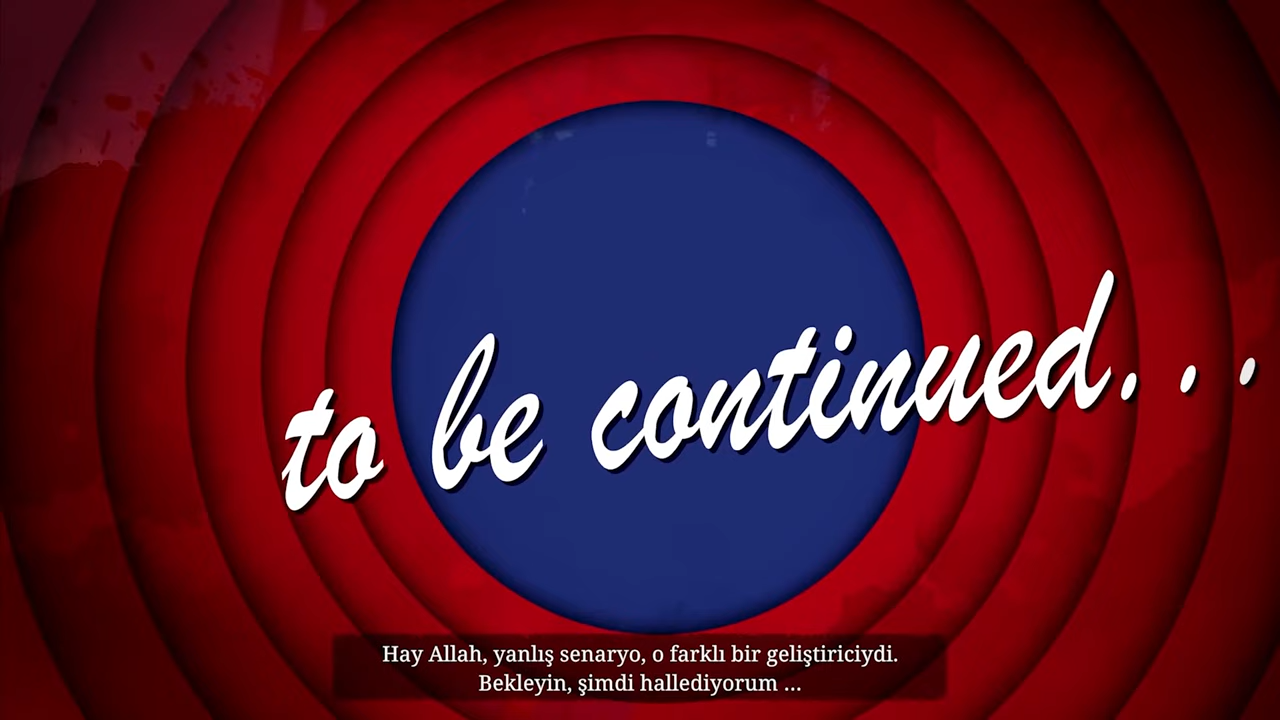 to be continued. . .
Hay Allah, yanlış senaryo, o farklı bir geliştiriciydi.
Bekleyin, şimdi hallediyorum ...